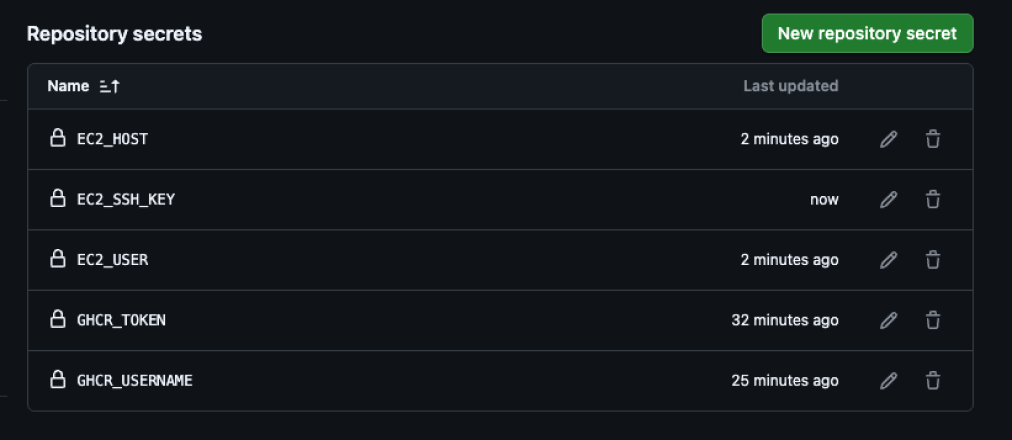 Repository secrets
New repository secret
Name
Last updated
EC2_HOST
2 minutes ago
EC2_SSH_KEY
now
EC2_USER
2 minutes ago
GHCR_TOKEN
32 minutes ago
GHCR_USERNAME
25 minutes ago